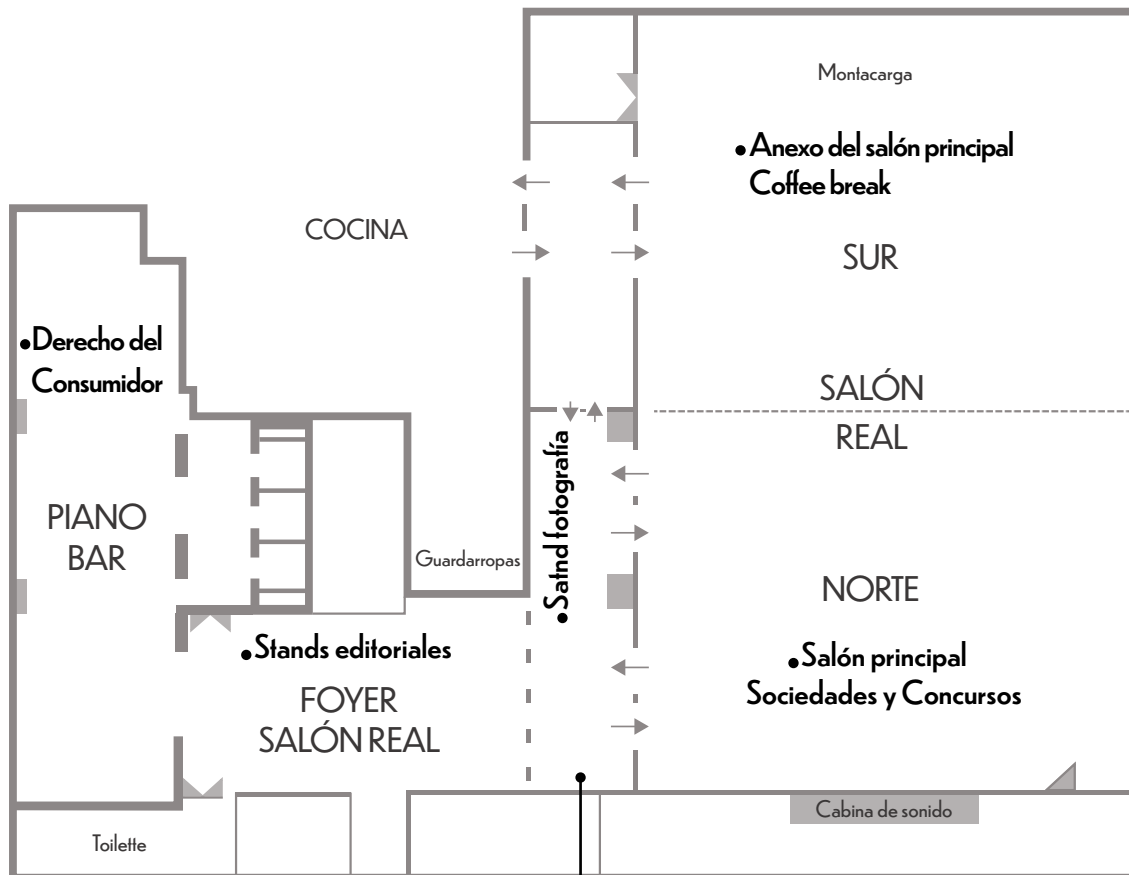 Montacarga
•Anexo del salón principal
Coffee break
COCINA
SUR
•Derecho del
Consumidor
SALÓN
REAL
•Satnd fotografía
PIANO
BAR
Guardarropas
NORTE
•Stands editoriales
•Salón principal
Sociedades y Concursos
FOYER
SALÓN REAL
Cabina de sonido
Toilette